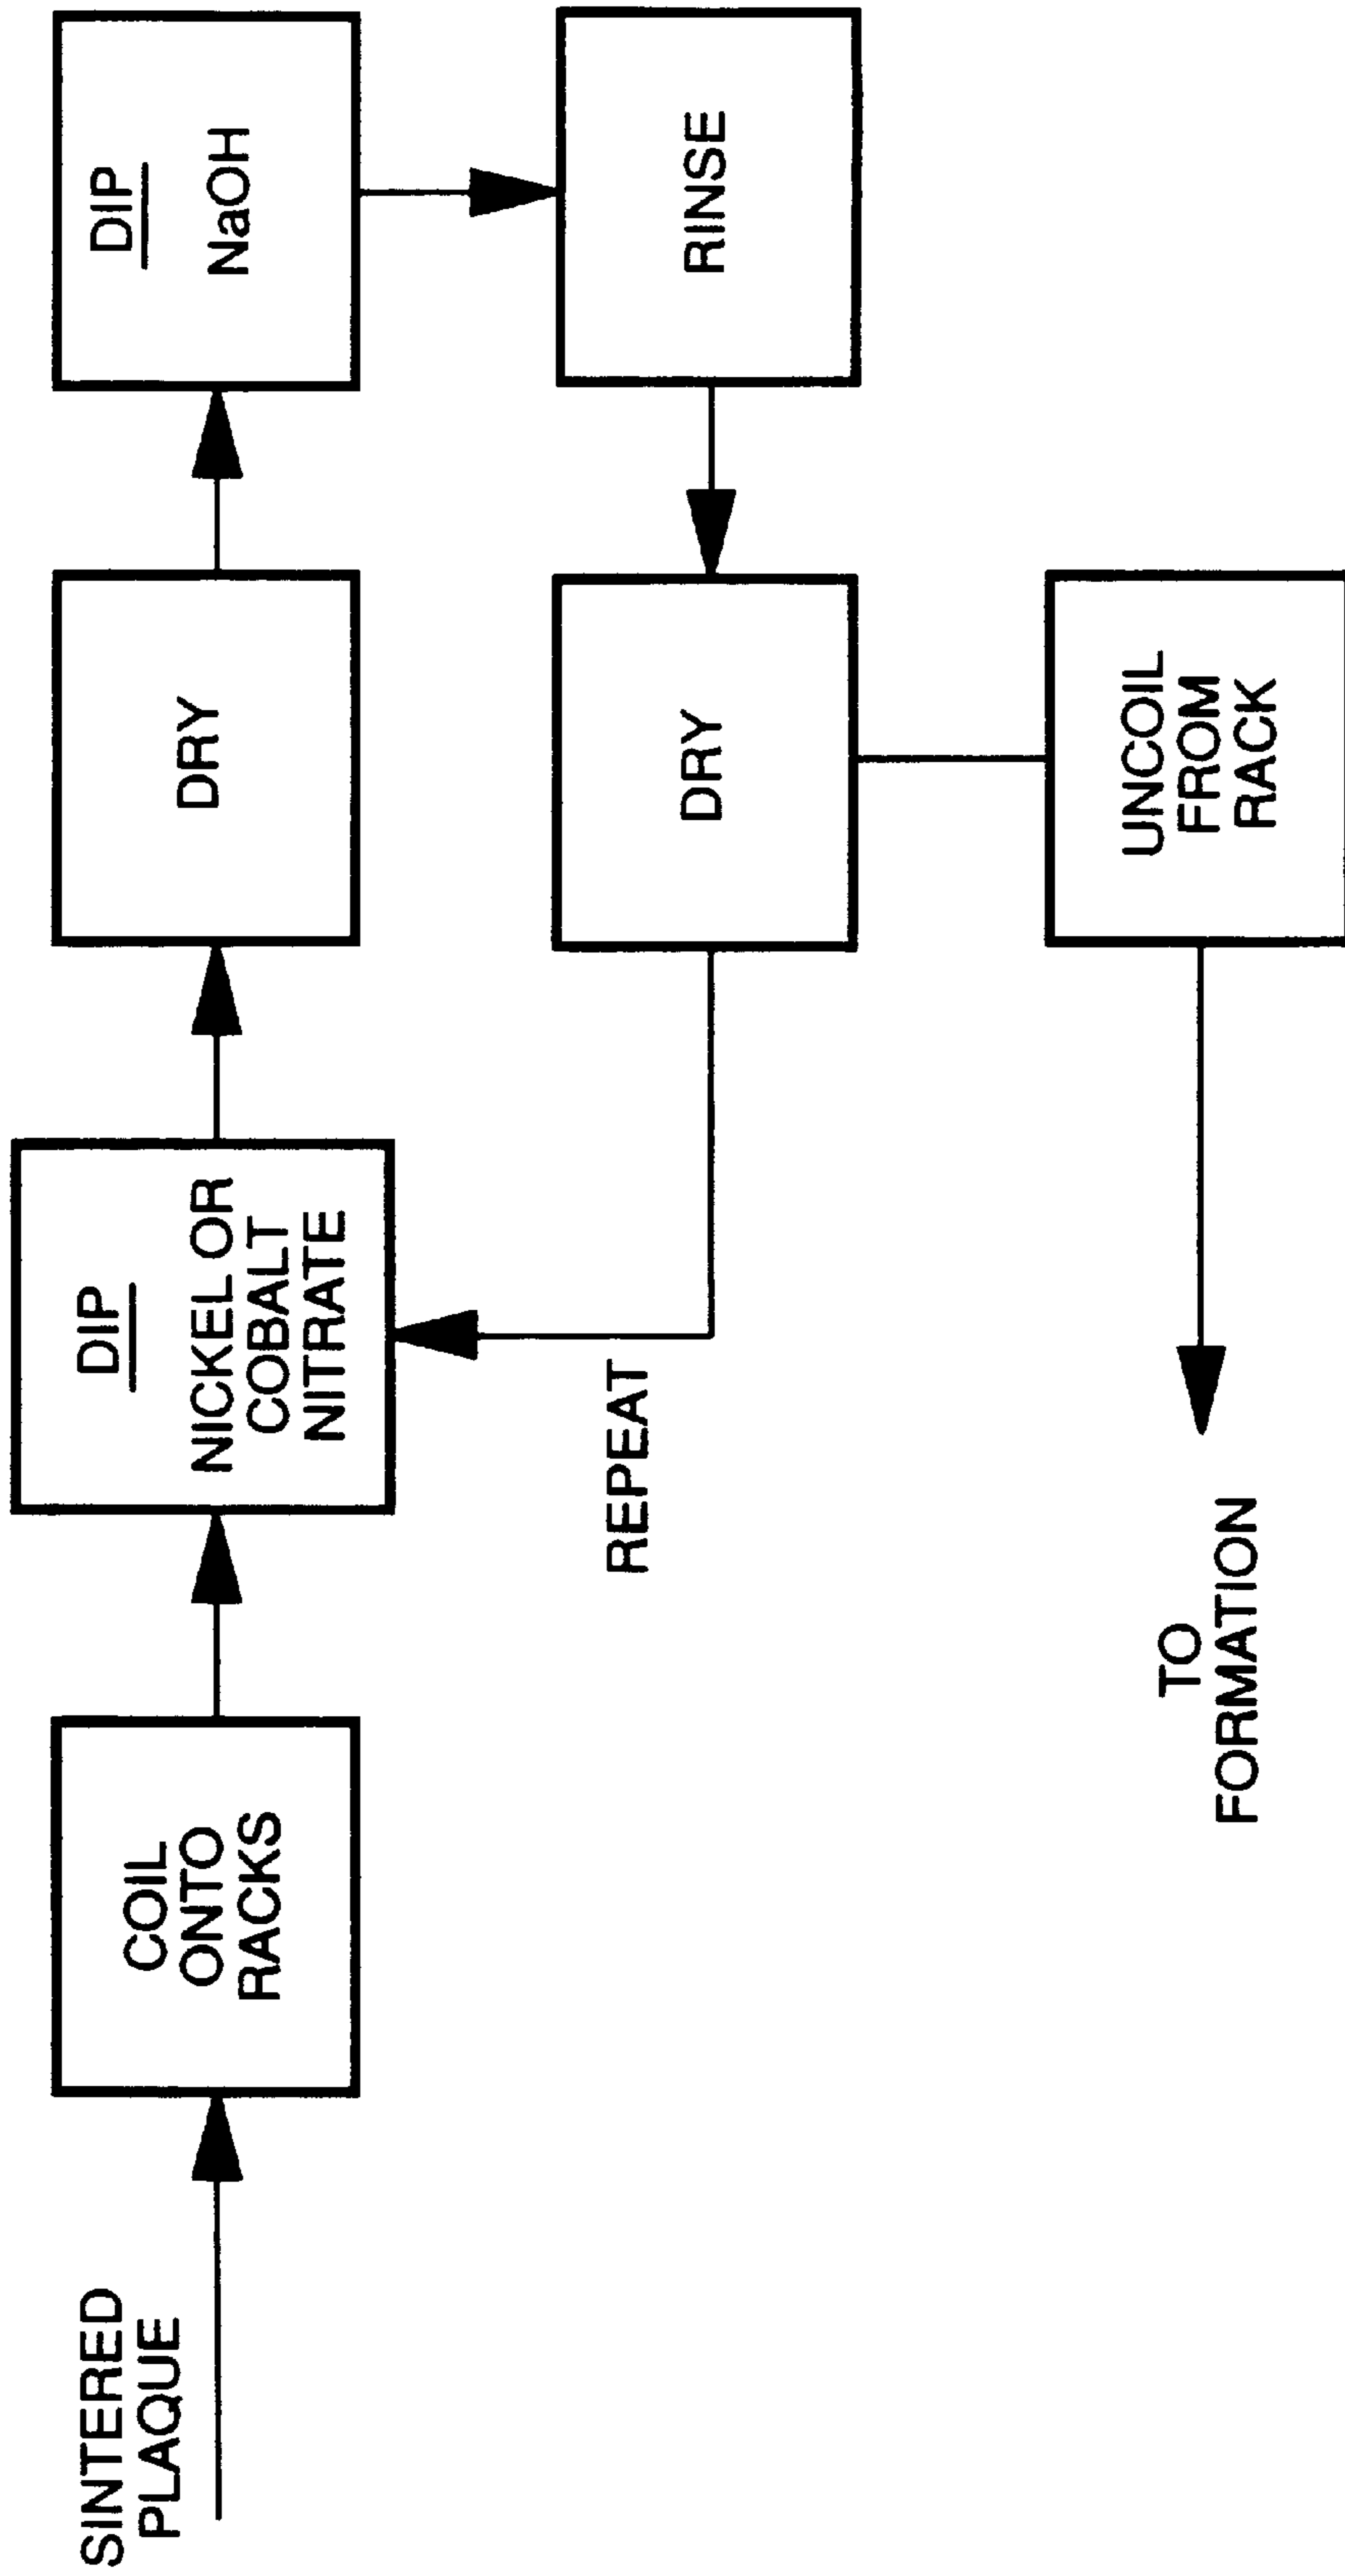 SINTERED
PLAQUE
COIL
ONTO
RACKS
DIP
NICKEL OR
COBALT
NITRATE
DRY
DIP
NaOH
RINSE
DRY
REPEAT
UNCOIL
FROM
RACK
TO
FORMATION